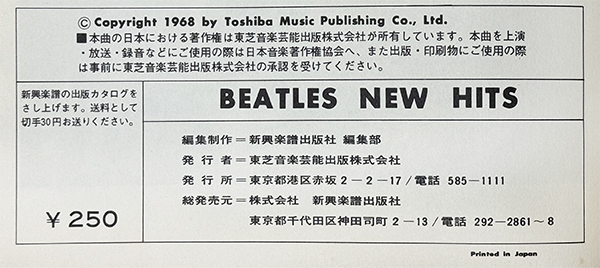 © Copyright 1968 by Toshiba Music Publishing Co., Ltd.
■本曲の日本における著作権は東芝音楽芸能出版株式会社が所有しています。本曲を上演
・放送・録音などにご使用の際は日本音楽著作権協会へ、また出版・印刷物にご使用の際
は事前に東芝音楽芸能出版株式会社の承認を受けてください。
新興楽譜の出版カタログを
さし上げます。送料として
切手30円お送りください。
¥250
BEATLES NEW HITS
編集制作＝新興楽譜出版社 編集部
発行者＝東芝音楽芸能出版株式会社
発行所＝東京都港区赤坂2－2－17/電話 585-1111
総発売元＝株式会社 新興楽譜出版社
東京都千代田区神田司町2－13/電話 292-2861～8
Printed in Japan